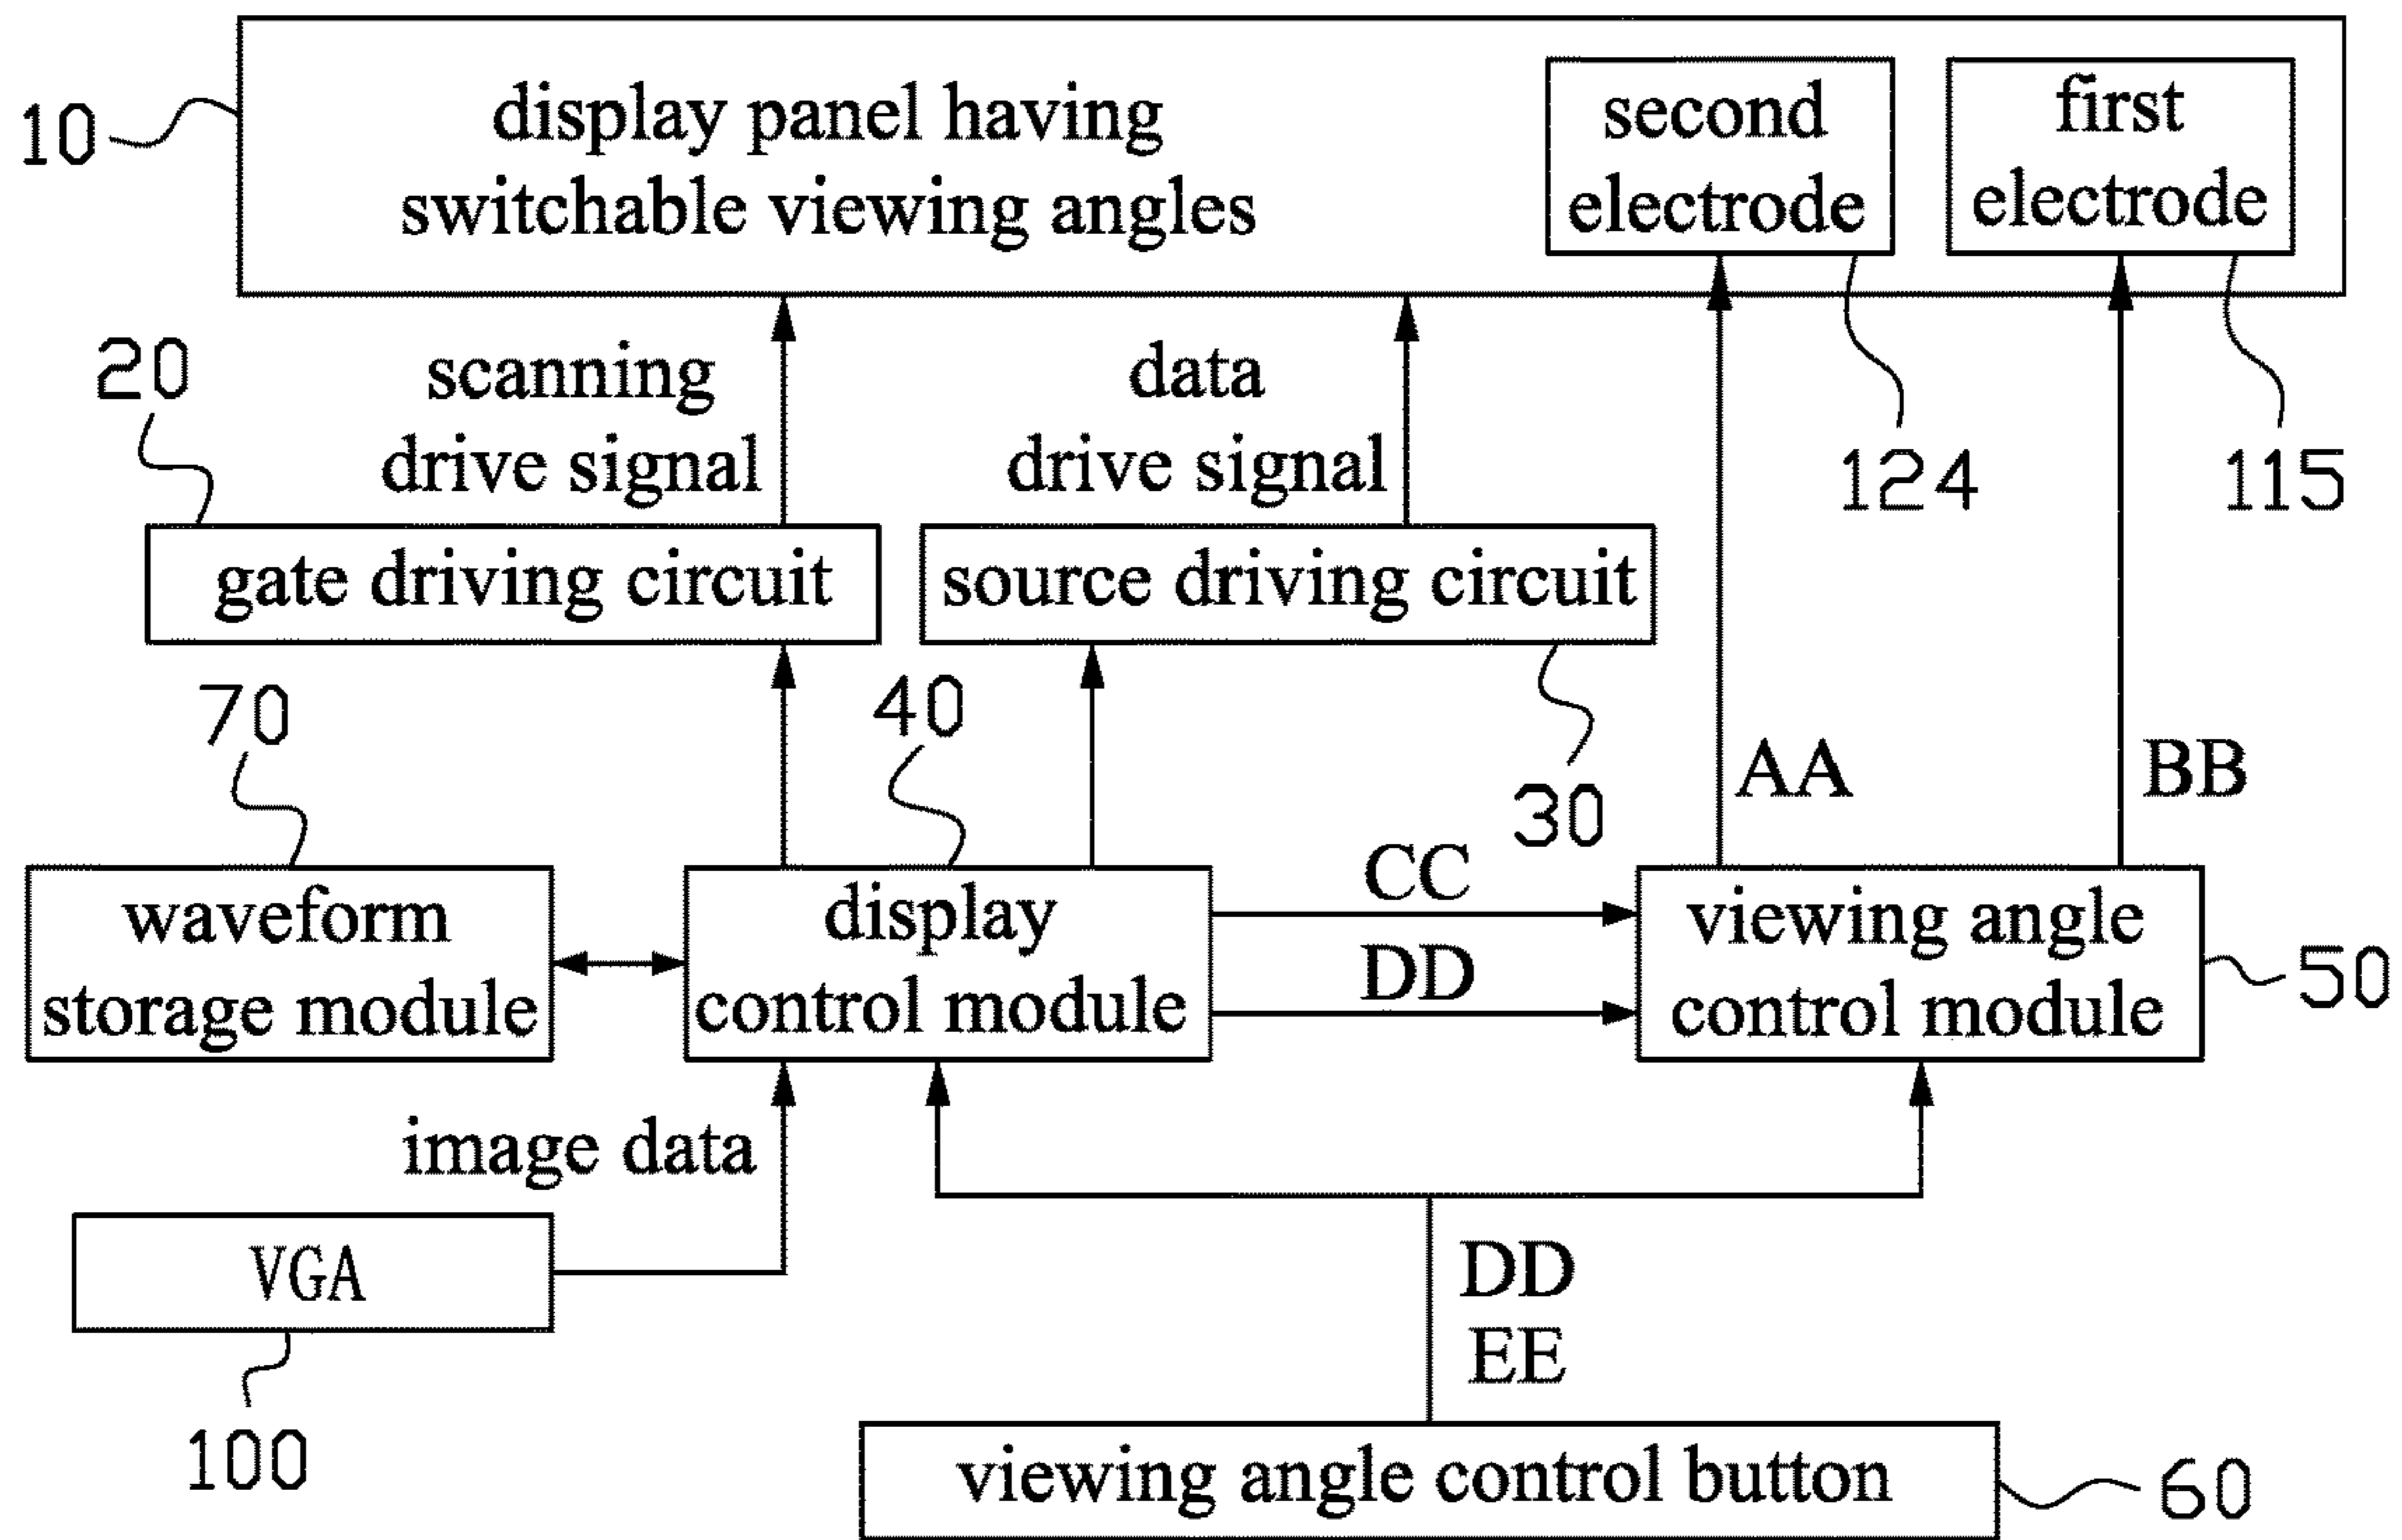 10
display panel having
switchable viewing angles
second
electrode
first
electrode
20
scanning
drive signal
data
drive signal
124
115
gate driving circuit
source driving circuit
70
40
30
AA
BB
waveform
storage module
display
control module
CC
DD
viewing angle
control module
50
image data
VGA
100
DD
EE
viewing angle control button
60